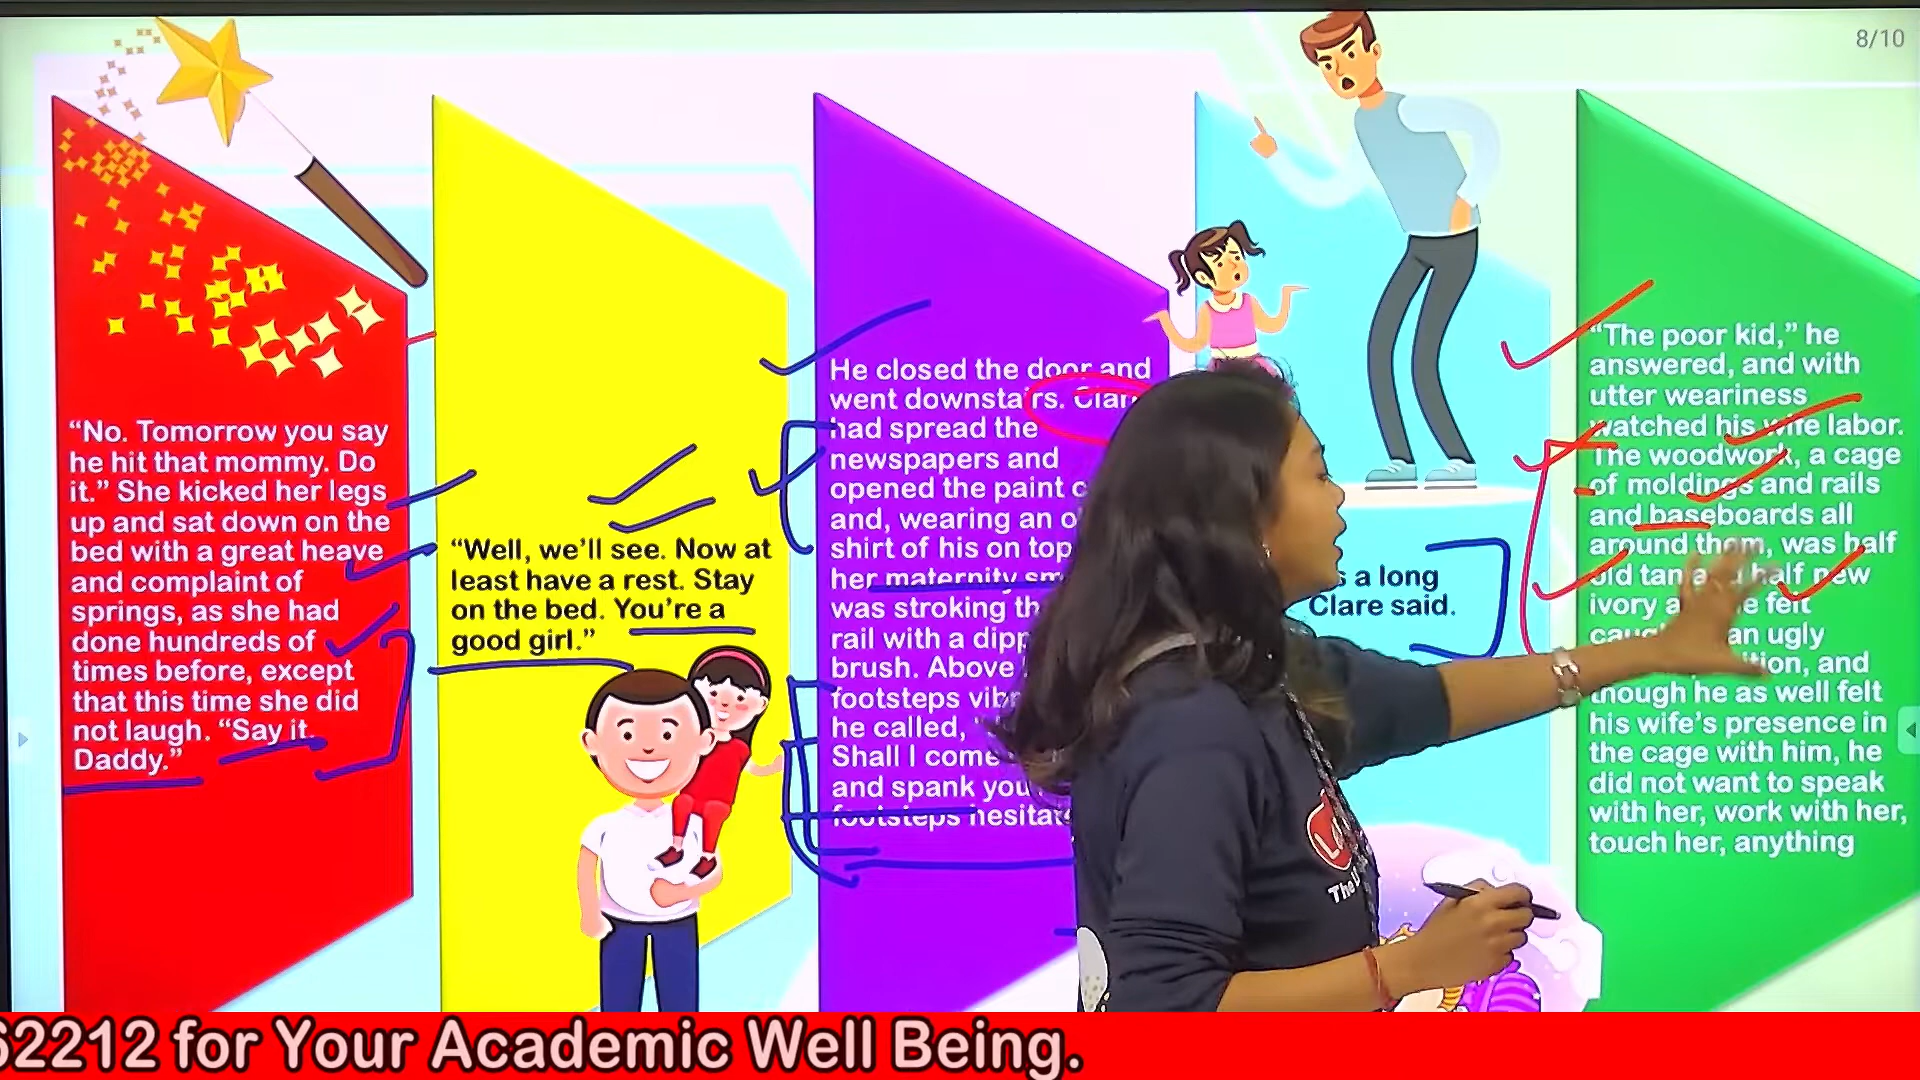 8/10
“No. Tomorrow you say
he hit that mommy. Do
it.” She kicked her legs
up and sat down on the
bed with a great heave
and complaint of
springs, as she had
done hundreds of
times before, except
that this time she did
not laugh. “Say it.
Daddy.”
“Well, we’ll see. Now at
least have a rest. Stay
on the bed. You’re a
good girl.”
He closed the door and
went downstairs.
had spread the
newspapers and
opened the paint
and, wearing an
shirt of his on top
her maternity
was stroking
rail with a
brush. Above
footsteps
he called,
Shall I come
and spank
footsteps
a long
Clare said.
“The poor kid,” he
answered, and with
utter weariness
watched his wife labor.
The woodwork, a cage
of moldings and rails
and baseboards all
around them, was half
old tan half new
ivory felt
an ugly
and
though he as well felt
his wife’s presence in
the cage with him, he
did not want to speak
with her, work with her,
touch her, anything
62212 for Your Academic Well Being.